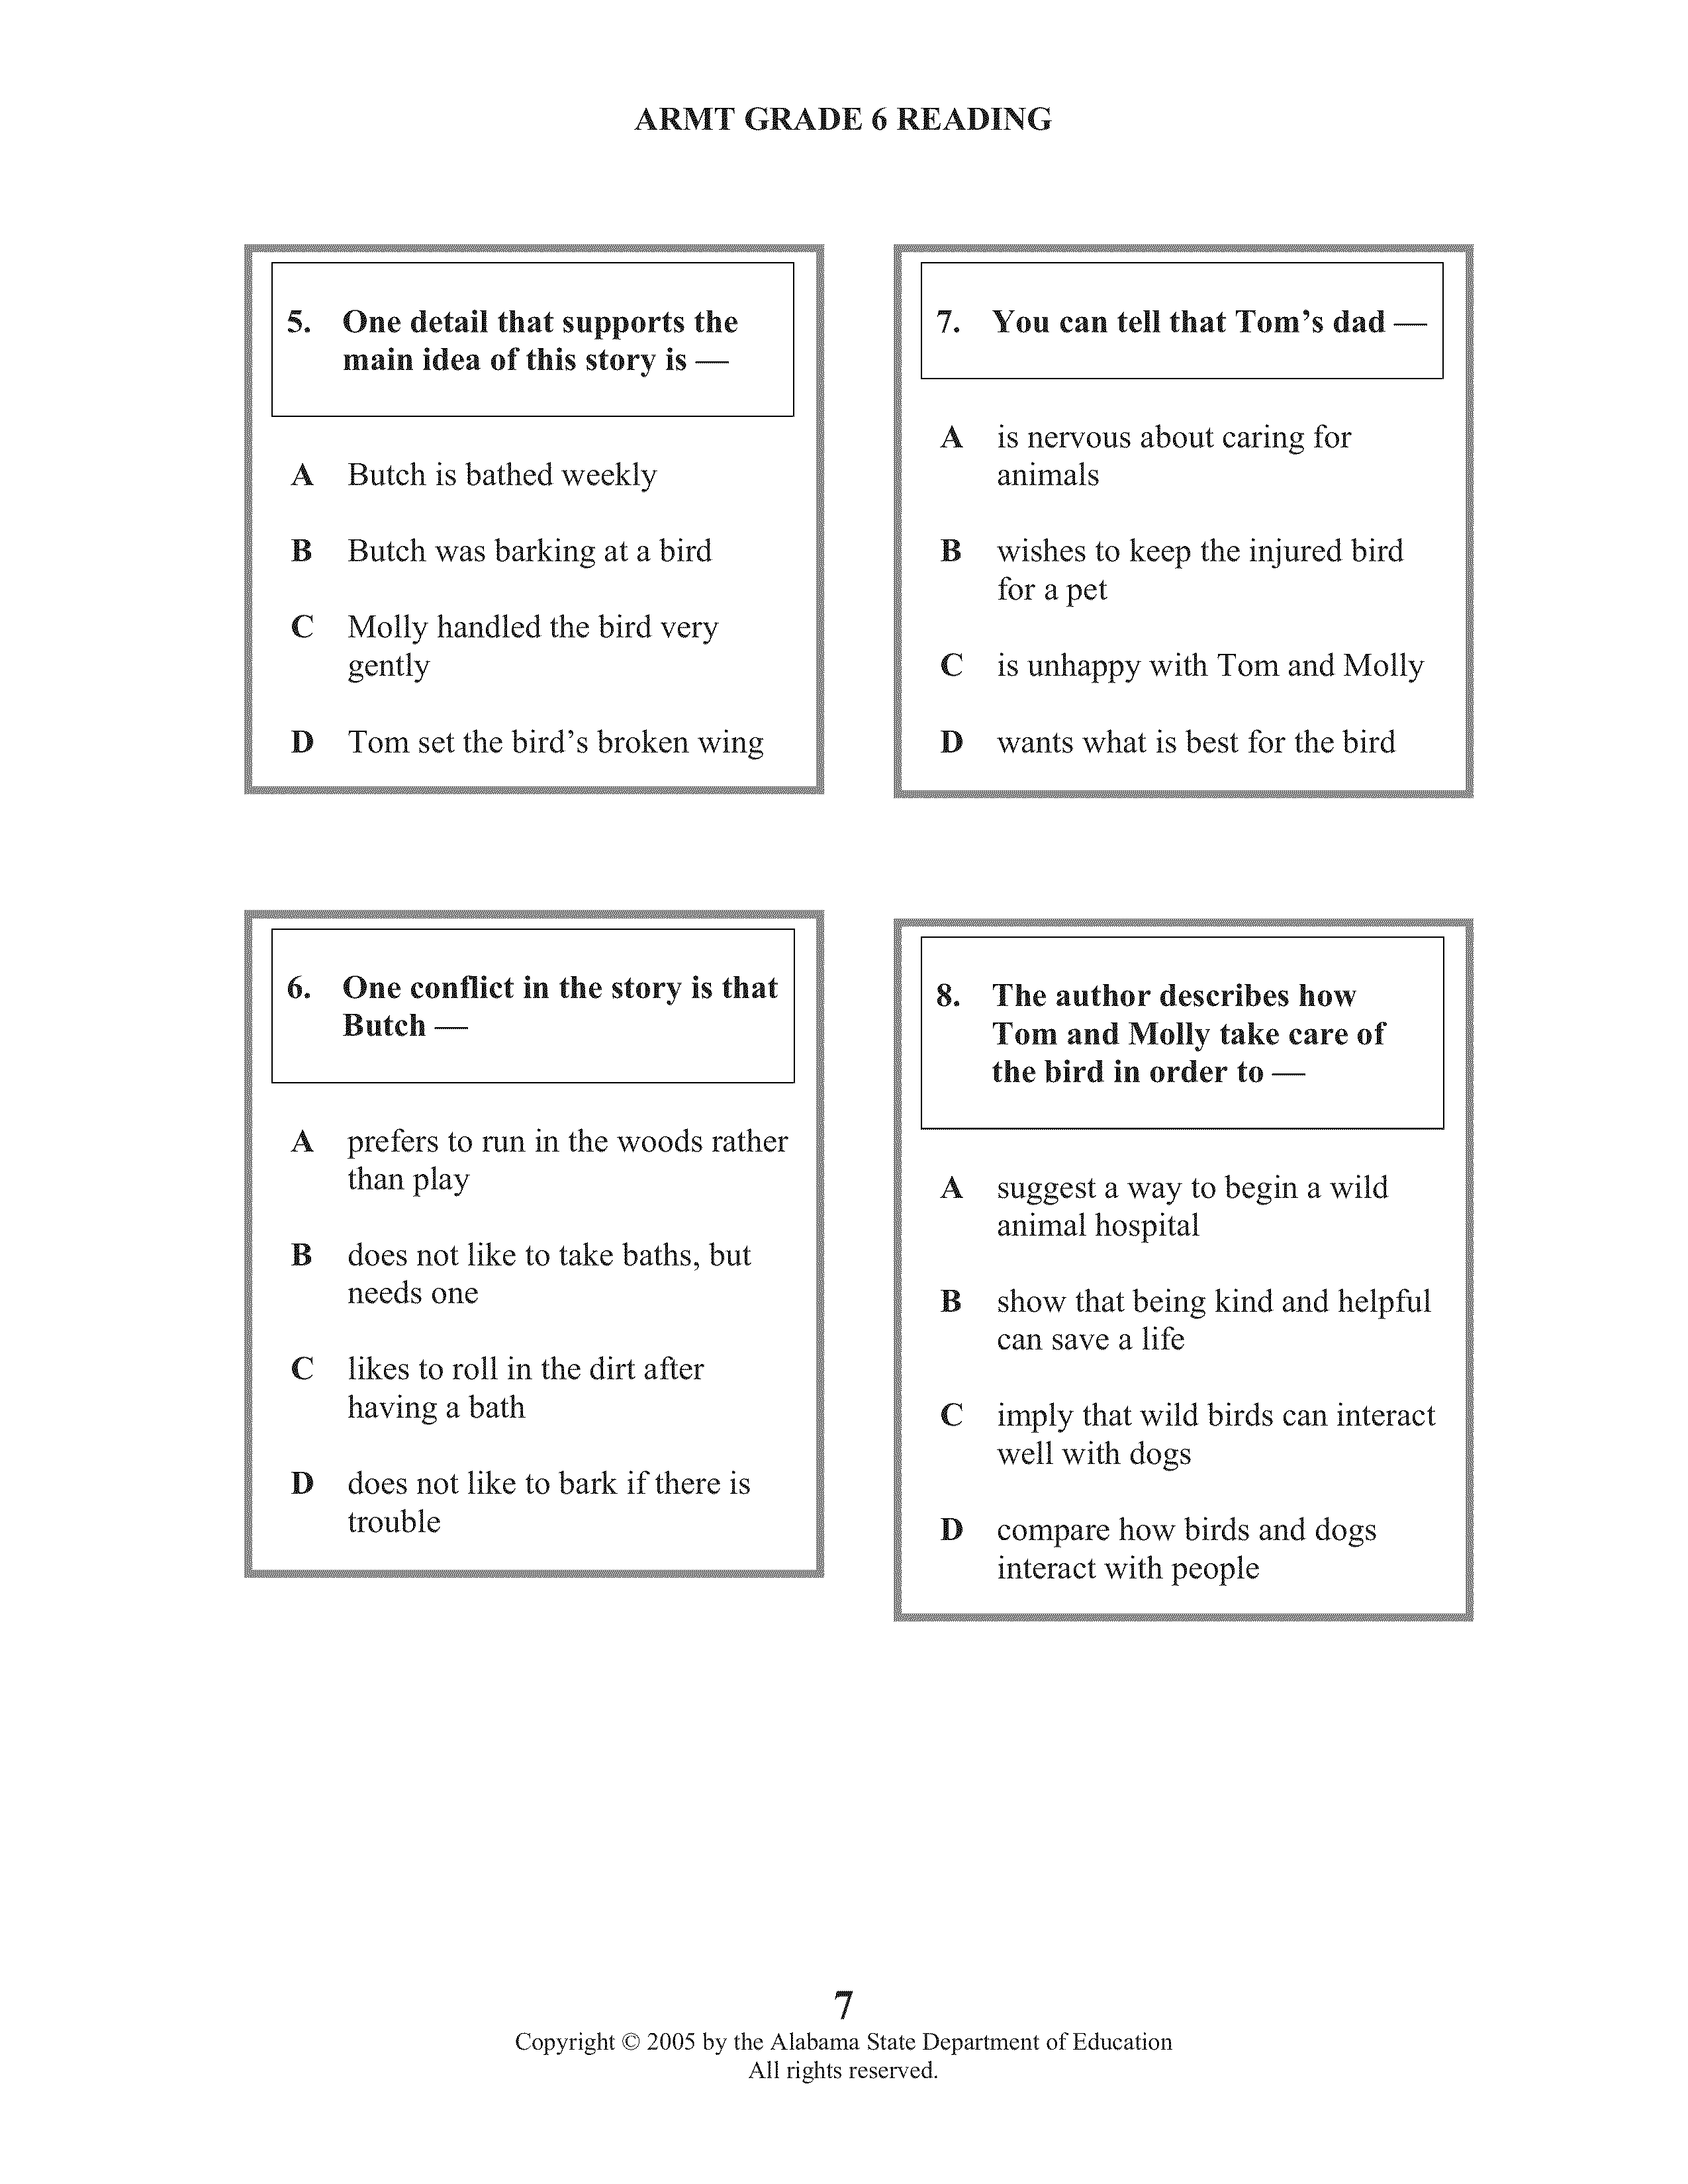 ARMT GRADE 6 READING
5. One detail that supports the
main idea of this story is —
A Butch is bathed weekly
B Butch was barking at a bird
C Molly handled the bird very
gently
D Tom set the bird’s broken wing
6. One conflict in the story is that
Butch —
A prefers to run in the woods rather
than play
B does not like to take baths, but
needs one
C likes to roll in the dirt after
having a bath
D does not like to bark if there is
trouble
7. You can tell that Tom’s dad —
A is nervous about caring for
animals
B wishes to keep the injured bird
for a pet
C is unhappy with Tom and Molly
D wants what is best for the bird
8. The author describes how
Tom and Molly take care of
the bird in order to —
A suggest a way to begin a wild
animal hospital
B show that being kind and helpful
can save a life
C imply that wild birds can interact
well with dogs
D compare how birds and dogs
interact with people
7
Copyright © 2005 by the Alabama State Department of Education
All rights reserved.